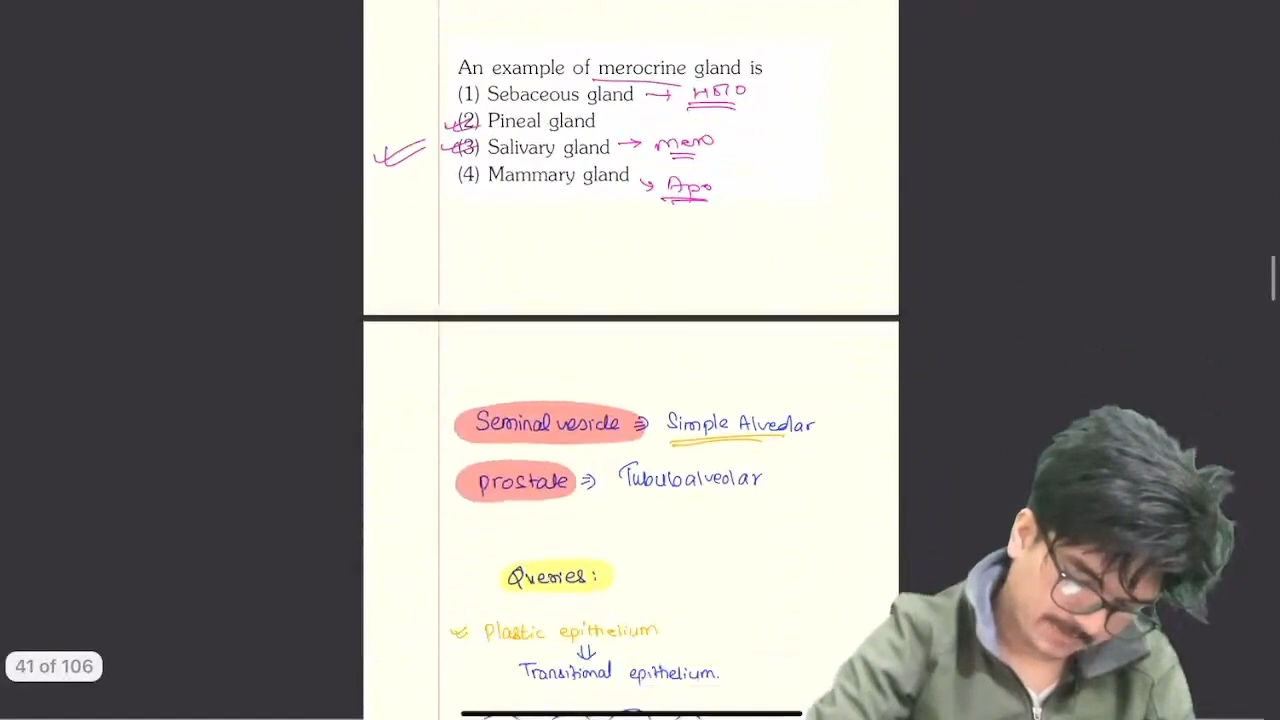 An example of merocrine gland is
(1) Sebaceous gland → Holo
(2) Pineal gland
(3) Salivary gland → mero
(4) Mammary gland ↘ Apo
Seminal vesicle ⇒ Simple Alveolar
prostate ⇒ Tubuloalveolar
Queries:
Plastic epithelium
⇓
Transitional epithelium.
41 of 106